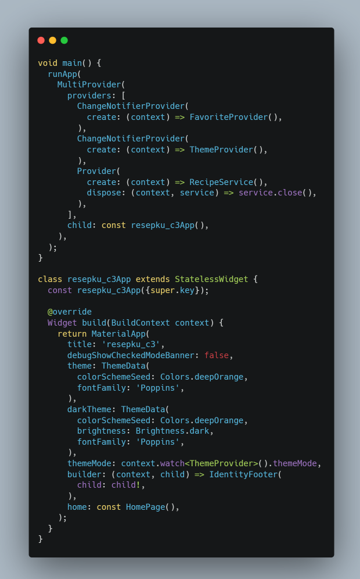 void main() {
  runApp(
    MultiProvider(
      providers: [
        ChangeNotifierProvider(
          create: (context) => FavoriteProvider(),
        ),
        ChangeNotifierProvider(
          create: (context) => ThemeProvider(),
        ),
        Provider(
          create: (context) => RecipeService(),
          dispose: (context, service) => service.close(),
        ),
      ],
      child: const resepku_c3App(),
    ),
  );
}

class resepku_c3App extends StatelessWidget {
  const resepku_c3App({super.key});

  @override
  Widget build(BuildContext context) {
    return MaterialApp(
      title: 'resepku_c3',
      debugShowCheckedModeBanner: false,
      theme: ThemeData(
        colorSchemeSeed: Colors.deepOrange,
        fontFamily: 'Poppins',
      ),
      darkTheme: ThemeData(
        colorSchemeSeed: Colors.deepOrange,
        brightness: Brightness.dark,
        fontFamily: 'Poppins',
      ),
      themeMode: context.watch<ThemeProvider>().themeMode,
      builder: (context, child) => IdentityFooter(
        child: child!,
      ),
      home: const HomePage(),
    );
  }
}